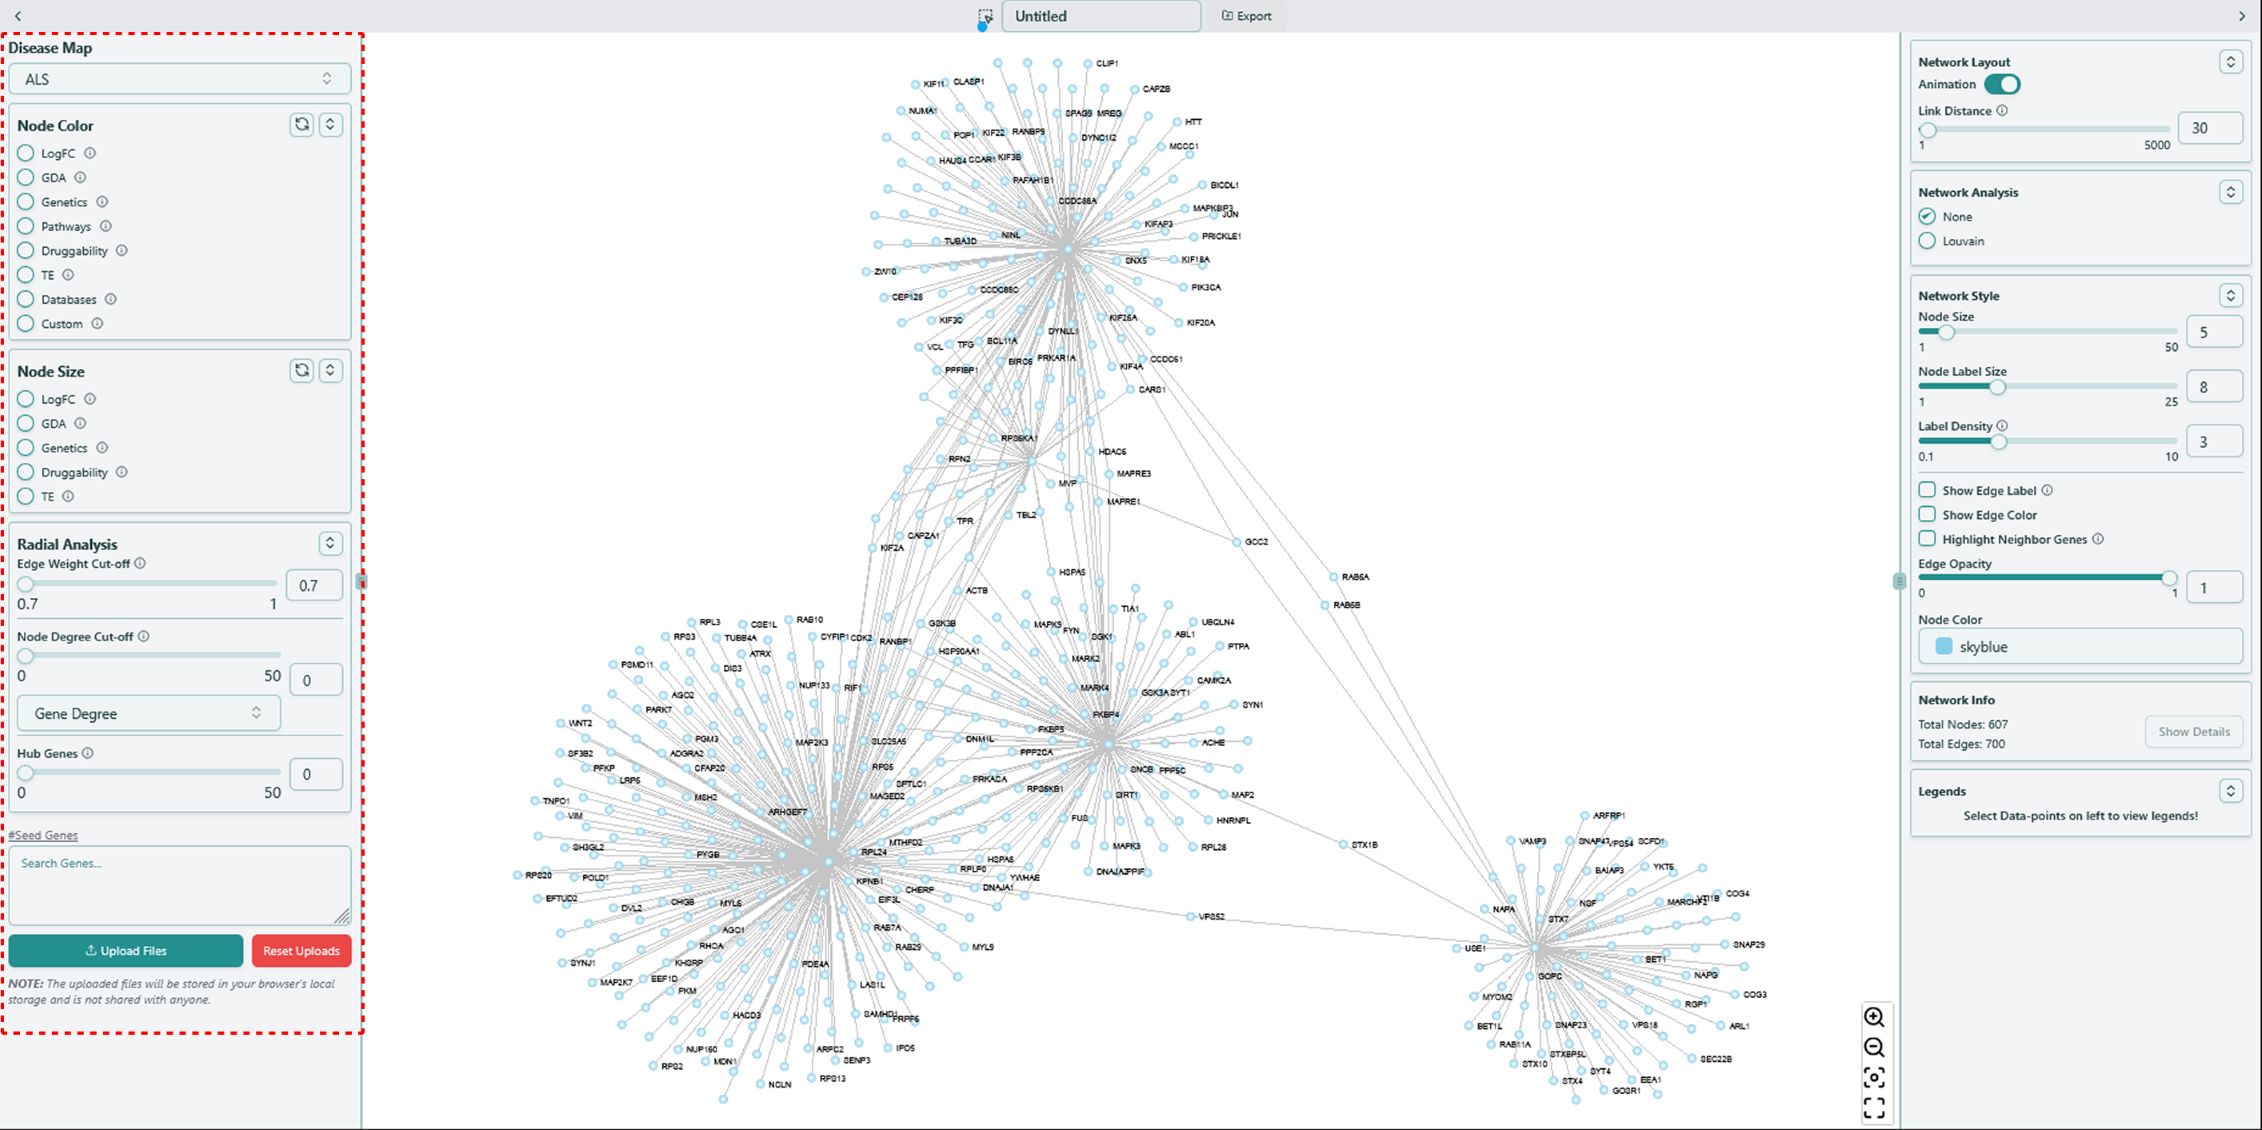 Untitled
Export
Disease Map
ALS
Node Color
LogFC
GDA
Genetics
Pathways
Druggability
TE
Databases
Custom
Node Size
LogFC
GDA
Genetics
Druggability
TE
Radial Analysis
Edge Weight Cut-off
0.7
0.7 1
Node Degree Cut-off
0 50
0
Gene Degree
Hub Genes
0
0 50
#Seed Genes
Search Genes...
Upload Files
Reset Uploads
NOTE: The uploaded files will be stored in your browser's local
storage and is not shared with anyone.
CLIP1
KIF11 CLASP1
CAPZB
NUMA1
SPAG9 MREG
HTT
POP1 KIF22 RANBP9
DYNC1I2
MCCC1
HAUS4 CCAR1 KIF3B
PAFAH1B1
BICDL1
CCDC88A
MAPK8IP3
JUN
KIFAP3
TUBA3D
NINL
PRICKLE1
ZW10
SNX5
KIF18A
CEP128
CCDC88C
PIK3CA
KIF3C
KIF26A
KIF20A
DYNLL1
VCL TFG BCL11A
BIRC6 PRKAR1A
CCDC61
PPFIBP1
KIF4A
CARS1
RPS6KA1
RPN2
HDAC6
MAPRE3
MVP
MAPRE1
TPR
TBL2
CAPZA1
KIF2A
GCC2
HSPA5
RAB5A
ACTB
RAB5B
TIA1
RPL3 CSE1L RAB10
GSK3B
MAPK9 FYN
UBQLN4
RPS3 TUBB4A
CYFIP1 CDK2 RANBP1
SGK1
ABL1
PTPA
PSMD11
ATRX
HSP90AA1
MARK2
DIS3
CAMK2A
AGO2
NUP133 RIF1
MARK4
GSK3A SYT1
PARK7
FKBP4
SYN1
WNT2
FKBP5
PGM3
MAP2K3
SLC25A5
DNM1L
ACHE
SF3B2
ADGRA2
PPP2CA
PFKP
CFAP20
RPS5
SNCB PPP5C
LRP5
SPTLC1
PRKACA
RPS6KB1
TNPO1
MSH2
MAGED2
SIRT1
MAP2
VIM
ARHGEF7
FUS
HNRNPL
SH3GL2
MTHFD2
MAPK3
RPL28
STX1B
PYGB
RPL24
HSPA8
RPS20
POLD1
RPLP0
YWHAE
DNAJA2 PPIF
KPNB1
CHERP
DNAJA1
EFTUD2
DVL2
CHGB
MYL6
EIF3L
VPS52
AGO1
RAB7A
RHOA
RAB29
MYL9
SYNJ1
KHSRP
PDE4A
MAP2K7
EEF1D
PKM
LAS1L
HACD3
SAMHD1
PRPF6
NUP160
ARPC2
IPO5
RPS2
MDN1
SENP3
NCLN
RPS13
ARFRP1
VAMP3
SNAP47 VPS54 SCFD1
BAIAP3
YKT6
NAPA
NSF
MARCHF2 VTI1B
COG4
STX7
USE1
SNAP29
BET1
GOPC
NAPG
MYOM2
COG3
RGP1
BET1L
SNAP23
VPS18
ARL1
RAB11A
STXBP5L
SEC22B
STX10
SYT4
STX4
EEA1
GOSR1
Network Layout
Animation
Link Distance
30
1 5000
Network Analysis
None
Louvain
Network Style
Node Size
5
1 50
Node Label Size
8
1 25
Label Density
3
0.1 10
Show Edge Label
Show Edge Color
Highlight Neighbor Genes
Edge Opacity
1
0 1
Node Color
skyblue
Network Info
Total Nodes: 607
Total Edges: 700
Show Details
Legends
Select Data-points on left to view legends!